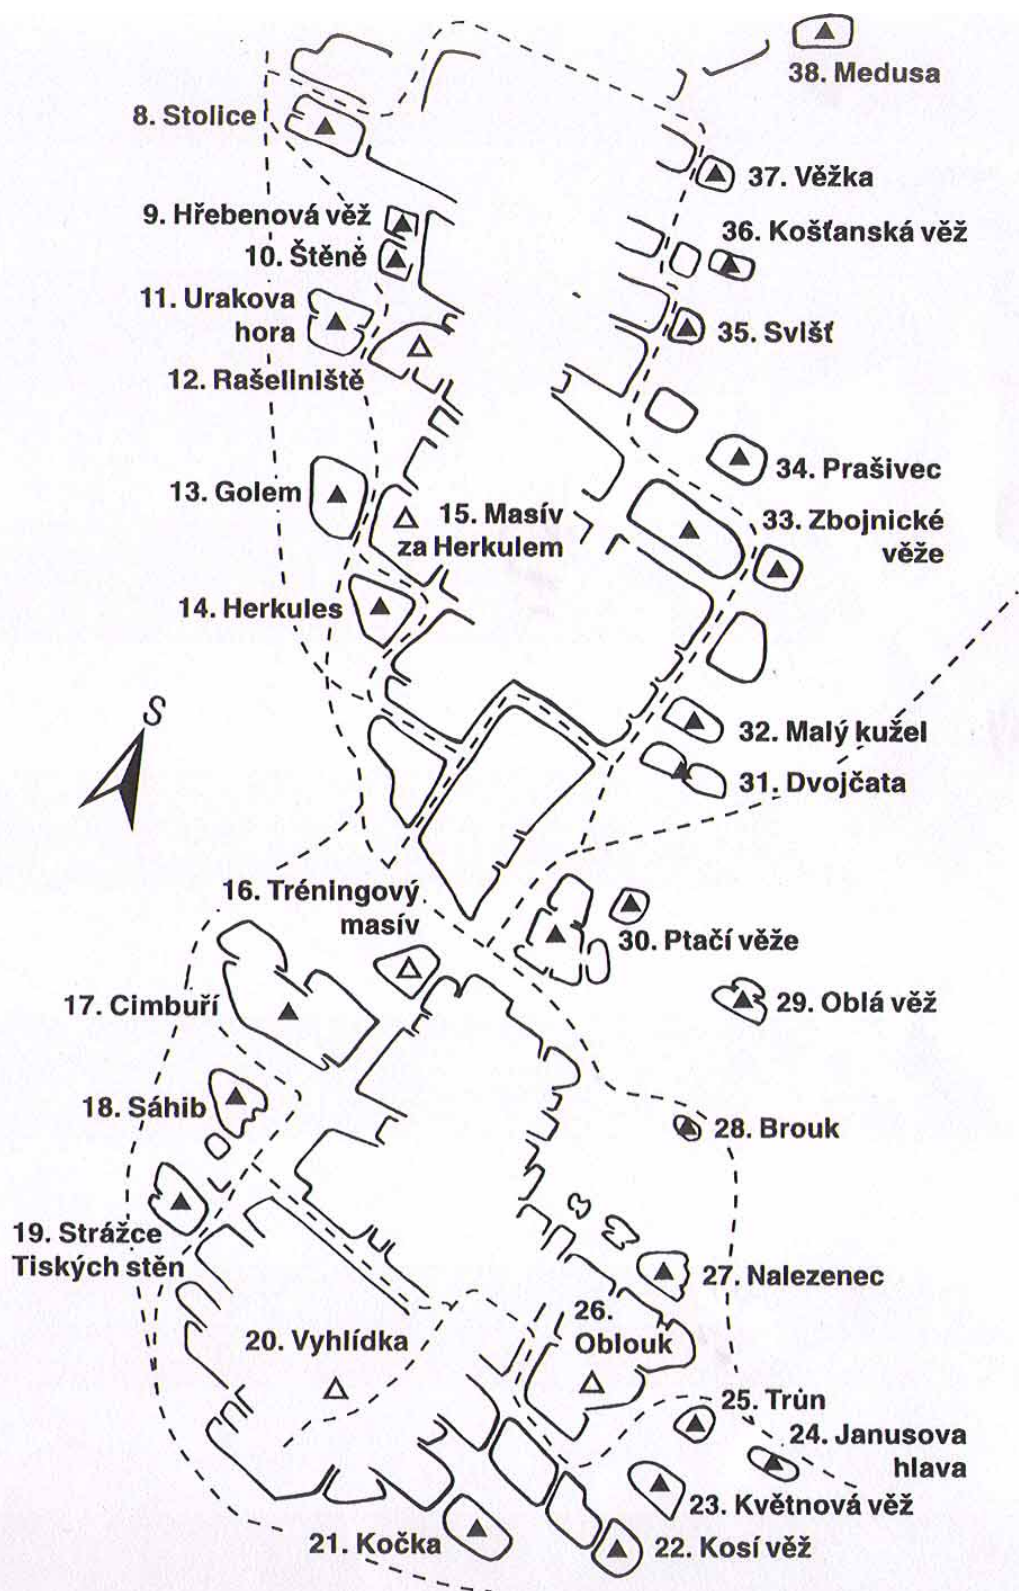 38. Medusa
8. Stolice
37. Věžka
9. Hřebenová věž
36. Košťanská věž
10. Štěně
11. Urakova
hora
35. Svišť
12. Rašeliniště
34. Prašivec
13. Golem
15. Masív
za Herkulem
33. Zbojnické
věže
14. Herkules
S
32. Malý kužel
31. Dvojčata
16. Tréningový
masív
30. Ptačí věže
17. Cimbuří
29. Oblá věž
18. Sáhib
28. Brouk
19. Strážce
Tiských stěn
27. Nalezenec
26.
Oblouk
20. Vyhlídka
25. Trůn
24. Janusova
hlava
23. Květnová věž
21. Kočka
22. Kosí věž